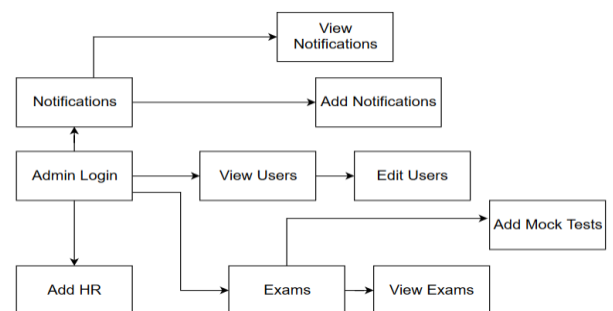 View
Notifications
Notifications
Add Notifications
Admin Login
View Users
Edit Users
Add Mock Tests
Add HR
Exams
View Exams